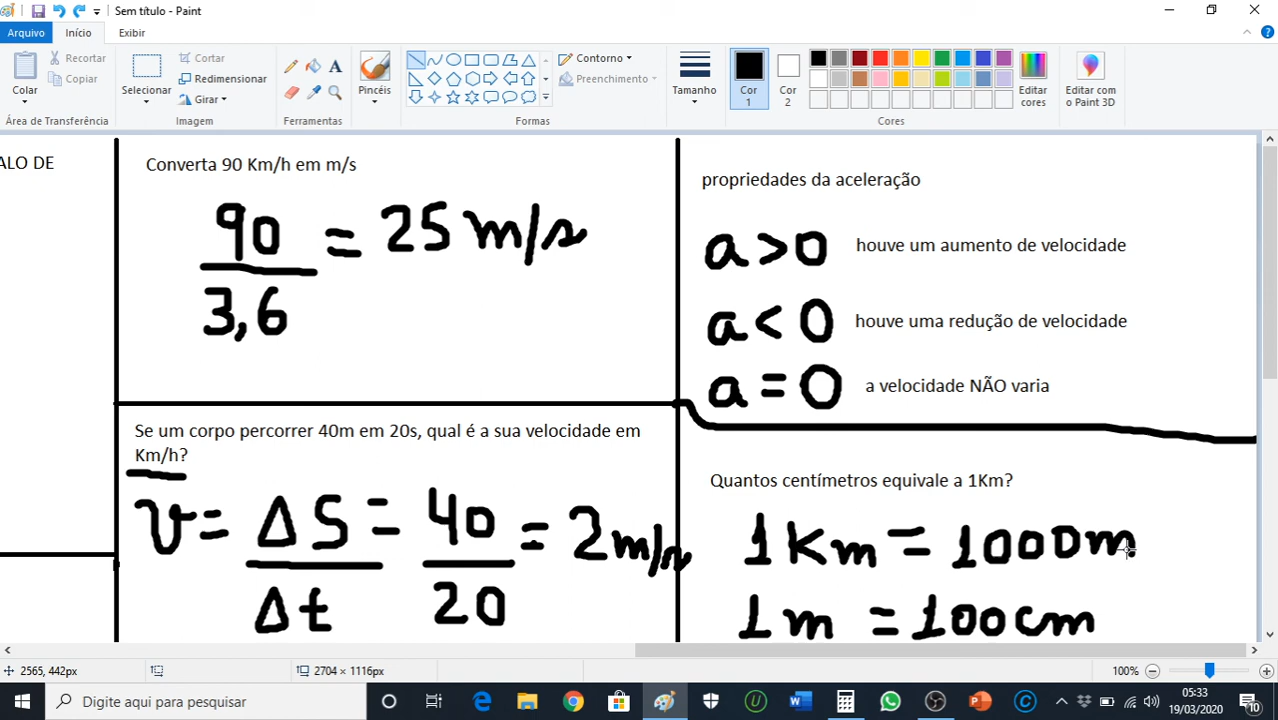 Sem título - Paint
Arquivo Início Exibir
Colar
Recortar
Copiar
Área de Transferência
Selecionar
Cortar
Redimensionar
Girar
Imagem
A
Ferramentas
Pincéis
Formas
Contorno
Preenchimento
Tamanho
Cor 1
Cor 2
Cores
Editar cores
Editar com o Paint 3D
ALO DE
Converta 90 Km/h em m/s
90
= 25 m/s
3,6
Se um corpo percorrer 40m em 20s, qual é a sua velocidade em
Km/h?
v = ΔS = 40 = 2m/s
Δt 20
propriedades da aceleração
a > 0 houve um aumento de velocidade
a < 0 houve uma redução de velocidade
a = 0 a velocidade NÃO varia
Quantos centímetros equivale a 1Km?
1 Km = 1000m
1 m = 100cm
2565, 442px
2704 × 1116px
100%
Digite aqui para pesquisar
05:33
19/03/2020
10